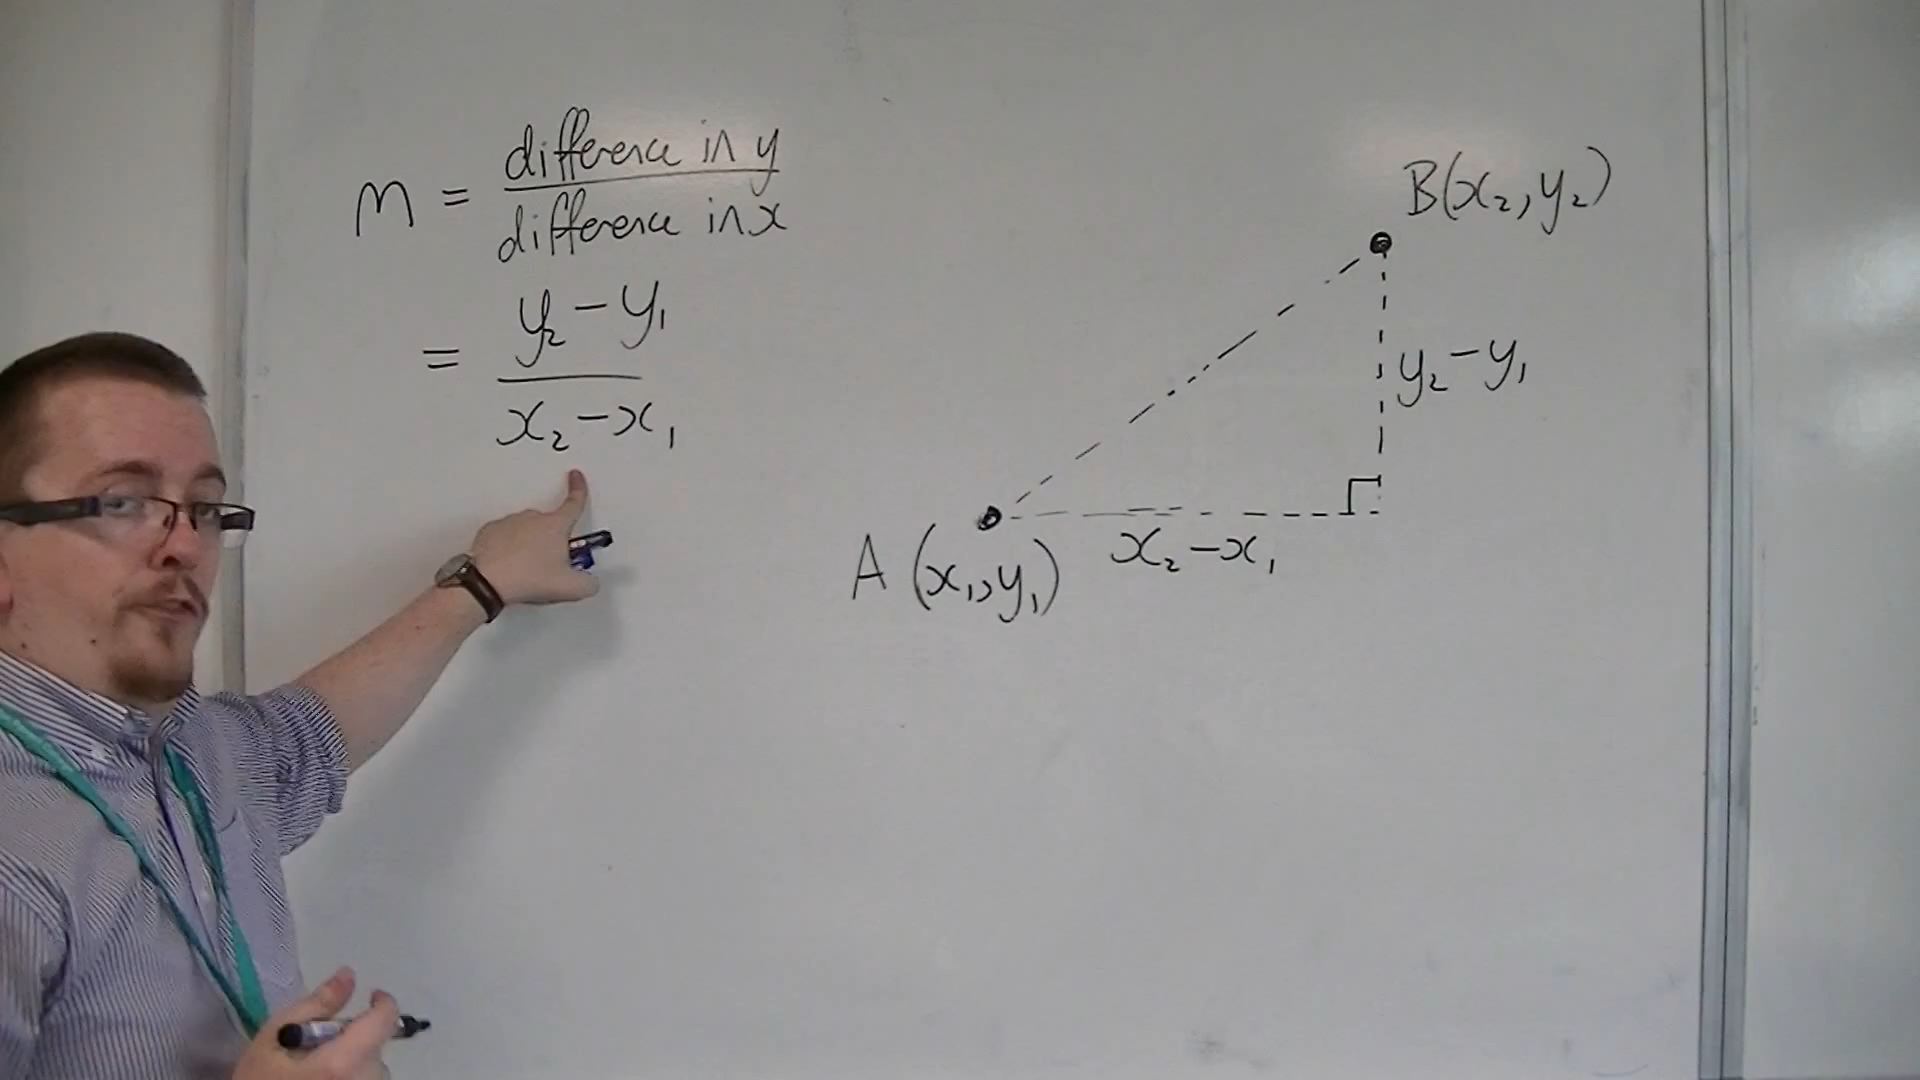 m = difference in y / difference in x
= y₂ - y₁ / x₂ - x₁
B(x₂, y₂)
y₂ - y₁
x₂ - x₁
A (x₁, y₁)